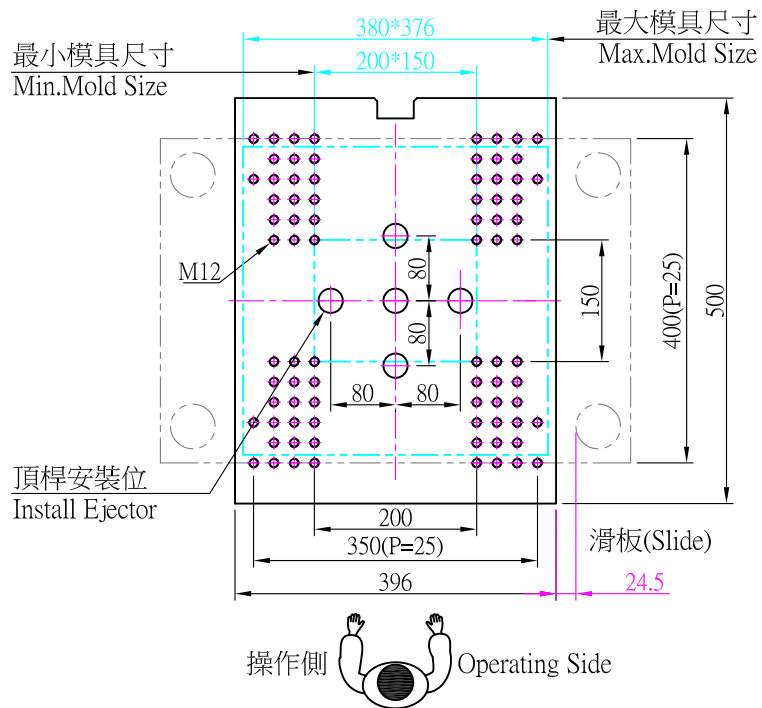 380*376
最大模具尺寸
Max.Mold Size
最小模具尺寸
Min.Mold Size
200*150
M12
80
80
80
80
150
400(P=25)
500
頂桿安裝位
Install Ejector
200
350(P=25)
396
滑板(Slide)
24.5
操作側
Operating Side